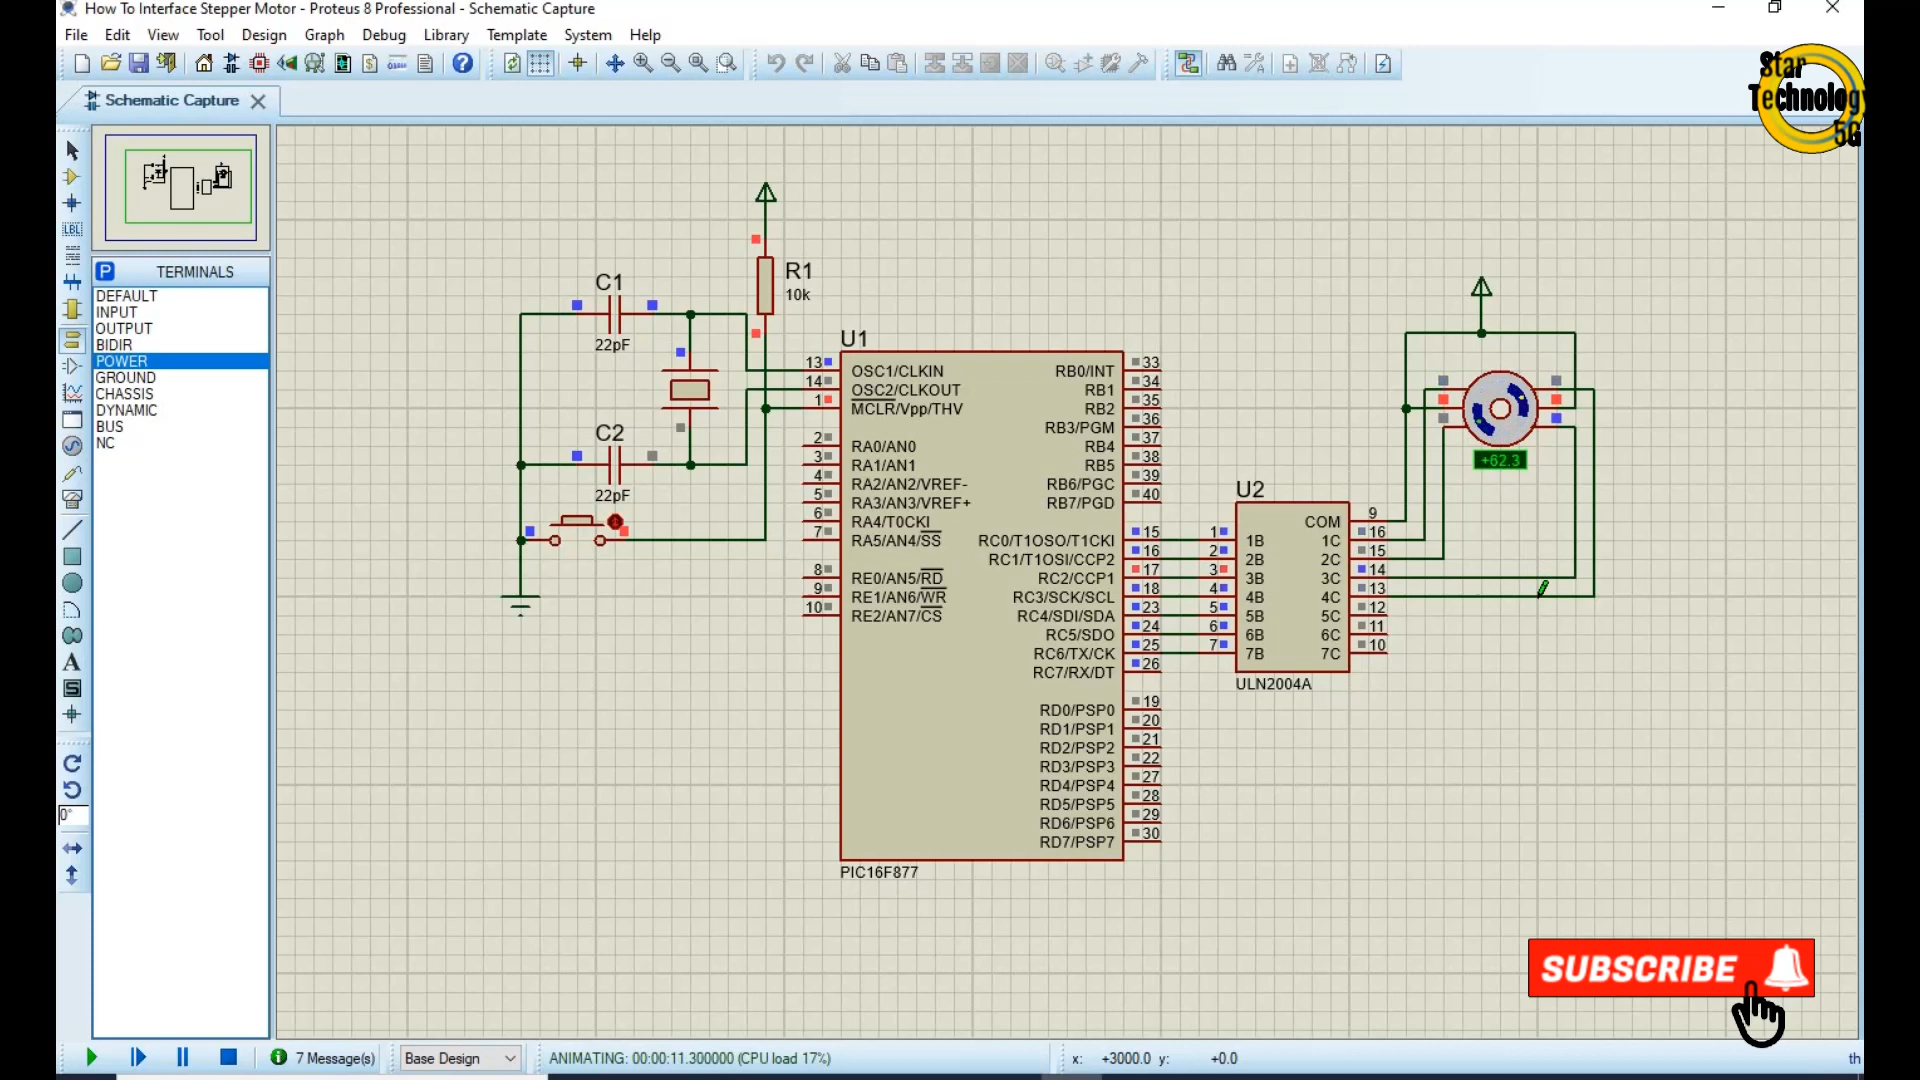 How To Interface Stepper Motor - Proteus 8 Professional - Schematic Capture
File Edit View Tool Design Graph Debug Library Template System Help
Star
Technology
5G
Schematic Capture
LBL
P TERMINALS
DEFAULT
INPUT
OUTPUT
BIDIR
POWER
GROUND
CHASSIS
DYNAMIC
BUS
NC
A
S
0°
C1
22pF
C2
22pF
R1
10k
U1
13 OSC1/CLKIN
14 OSC2/CLKOUT
1 MCLR/Vpp/THV
2 RA0/AN0
3 RA1/AN1
4 RA2/AN2/VREF-
5 RA3/AN3/VREF+
6 RA4/T0CKI
7 RA5/AN4/SS
8 RE0/AN5/RD
9 RE1/AN6/WR
10 RE2/AN7/CS
RB0/INT 33
RB1 34
RB2 35
RB3/PGM 36
RB4 37
RB5 38
RB6/PGC 39
RB7/PGD 40
RC0/T1OSO/T1CKI 15
RC1/T1OSI/CCP2 16
RC2/CCP1 17
RC3/SCK/SCL 18
RC4/SDI/SDA 23
RC5/SDO 24
RC6/TX/CK 25
RC7/RX/DT 26
RD0/PSP0 19
RD1/PSP1 20
RD2/PSP2 21
RD3/PSP3 22
RD4/PSP4 27
RD5/PSP5 28
RD6/PSP6 29
RD7/PSP7 30
PIC16F877
U2
COM 9
1 1B 1C 16
2 2B 2C 15
3 3B 3C 14
4 4B 4C 13
5 5B 5C 12
6 6B 6C 11
7 7B 7C 10
ULN2004A
+62.3
SUBSCRIBE
7 Message(s) Base Design ANIMATING: 00:00:11.300000 (CPU load 17%) x: +3000.0 y: +0.0 th